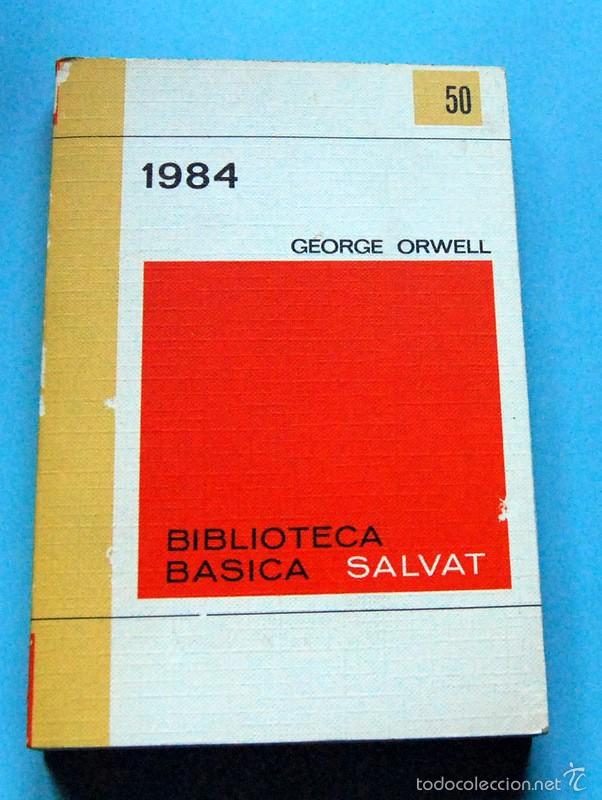 50
1984
GEORGE ORWELL
BIBLIOTECA
BASICA SALVAT
todocoleccion.net